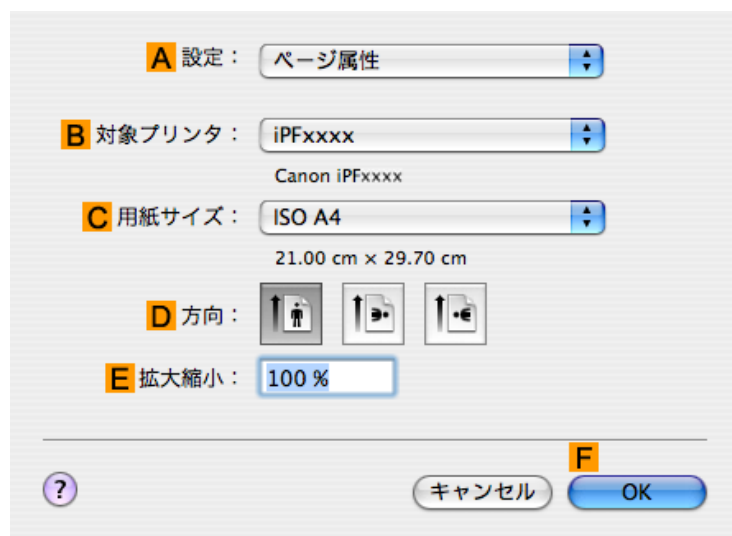 A 設定： ページ属性
B 対象プリンタ： iPFxxxx
Canon iPFxxxx
C 用紙サイズ： ISO A4
21.00 cm × 29.70 cm
D 方向：
E 拡大縮小： 100 %
F
? キャンセル OK